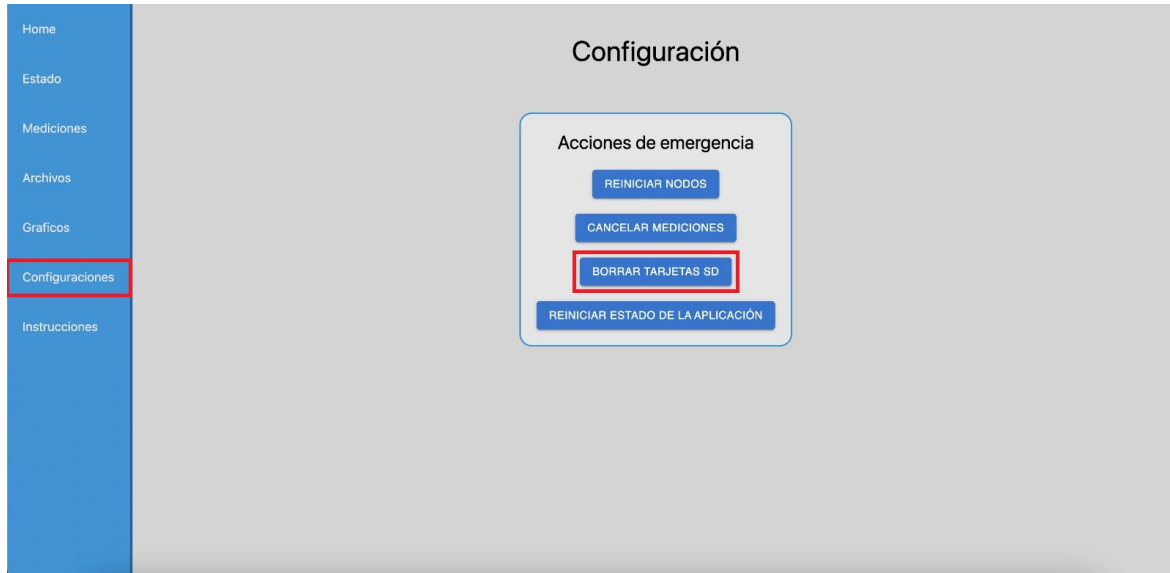 Home
Estado
Mediciones
Archivos
Graficos
Configuraciones
Instrucciones
Configuración
Acciones de emergencia
REINICIAR NODOS
CANCELAR MEDICIONES
BORRAR TARJETAS SD
REINICIAR ESTADO DE LA APLICACIÓN